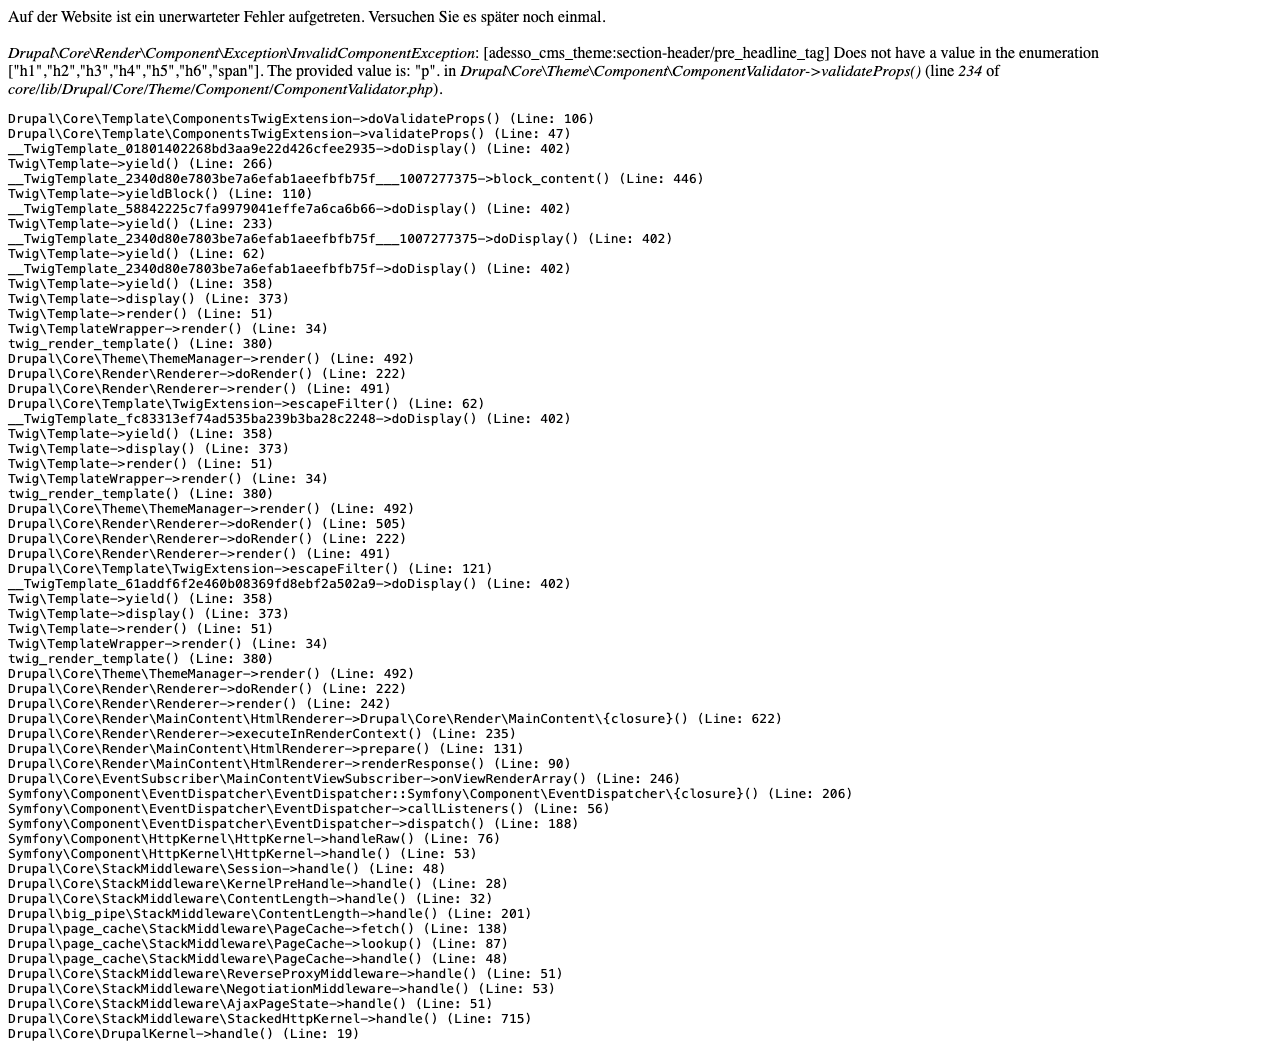 Auf der Website ist ein unerwarteter Fehler aufgetreten. Versuchen Sie es später noch einmal.
Drupal\Core\Render\Component\Exception\InvalidComponentException: [adesso_cms_theme:section-header/pre_headline_tag] Does not have a value in the enumeration
["h1","h2","h3","h4","h5","h6","span"]. The provided value is: "p". in Drupal\Core\Theme\Component\ComponentValidator->validateProps() (line 234 of
core/lib/Drupal/Core/Theme/Component/ComponentValidator.php).
Drupal\Core\Template\ComponentsTwigExtension->doValidateProps() (Line: 106)
Drupal\Core\Template\ComponentsTwigExtension->validateProps() (Line: 47)
__TwigTemplate_01801402268bd3aa9e22d426cfee2935->doDisplay() (Line: 402)
Twig\Template->yield() (Line: 266)
__TwigTemplate_2340d80e7803be7a6efab1aeefbfb75f___1007277375->block_content() (Line: 446)
Twig\Template->yieldBlock() (Line: 110)
__TwigTemplate_58842225c7fa9979041effe7a6ca6b66->doDisplay() (Line: 402)
Twig\Template->yield() (Line: 233)
__TwigTemplate_2340d80e7803be7a6efab1aeefbfb75f___1007277375->doDisplay() (Line: 402)
Twig\Template->yield() (Line: 62)
__TwigTemplate_2340d80e7803be7a6efab1aeefbfb75f->doDisplay() (Line: 402)
Twig\Template->yield() (Line: 358)
Twig\Template->display() (Line: 373)
Twig\Template->render() (Line: 51)
Twig\TemplateWrapper->render() (Line: 34)
twig_render_template() (Line: 380)
Drupal\Core\Theme\ThemeManager->render() (Line: 492)
Drupal\Core\Render\Renderer->doRender() (Line: 222)
Drupal\Core\Render\Renderer->render() (Line: 491)
Drupal\Core\Template\TwigExtension->escapeFilter() (Line: 62)
__TwigTemplate_fc83313ef74ad535ba239b3ba28c2248->doDisplay() (Line: 402)
Twig\Template->yield() (Line: 358)
Twig\Template->display() (Line: 373)
Twig\Template->render() (Line: 51)
Twig\TemplateWrapper->render() (Line: 34)
twig_render_template() (Line: 380)
Drupal\Core\Theme\ThemeManager->render() (Line: 492)
Drupal\Core\Render\Renderer->doRender() (Line: 505)
Drupal\Core\Render\Renderer->doRender() (Line: 222)
Drupal\Core\Render\Renderer->render() (Line: 491)
Drupal\Core\Template\TwigExtension->escapeFilter() (Line: 121)
__TwigTemplate_61addf6f2e460b08369fd8ebf2a502a9->doDisplay() (Line: 402)
Twig\Template->yield() (Line: 358)
Twig\Template->display() (Line: 373)
Twig\Template->render() (Line: 51)
Twig\TemplateWrapper->render() (Line: 34)
twig_render_template() (Line: 380)
Drupal\Core\Theme\ThemeManager->render() (Line: 492)
Drupal\Core\Render\Renderer->doRender() (Line: 222)
Drupal\Core\Render\Renderer->render() (Line: 242)
Drupal\Core\Render\MainContent\HtmlRenderer->Drupal\Core\Render\MainContent\{closure}() (Line: 622)
Drupal\Core\Render\Renderer->executeInRenderContext() (Line: 235)
Drupal\Core\Render\MainContent\HtmlRenderer->prepare() (Line: 131)
Drupal\Core\Render\MainContent\HtmlRenderer->renderResponse() (Line: 90)
Drupal\Core\EventSubscriber\MainContentViewSubscriber->onViewRenderArray() (Line: 246)
Symfony\Component\EventDispatcher\EventDispatcher::Symfony\Component\EventDispatcher\{closure}() (Line: 206)
Symfony\Component\EventDispatcher\EventDispatcher->callListeners() (Line: 56)
Symfony\Component\EventDispatcher\EventDispatcher->dispatch() (Line: 188)
Symfony\Component\HttpKernel\HttpKernel->handleRaw() (Line: 76)
Symfony\Component\HttpKernel\HttpKernel->handle() (Line: 53)
Drupal\Core\StackMiddleware\Session->handle() (Line: 48)
Drupal\Core\StackMiddleware\KernelPreHandle->handle() (Line: 28)
Drupal\Core\StackMiddleware\ContentLength->handle() (Line: 32)
Drupal\big_pipe\StackMiddleware\ContentLength->handle() (Line: 201)
Drupal\page_cache\StackMiddleware\PageCache->fetch() (Line: 138)
Drupal\page_cache\StackMiddleware\PageCache->lookup() (Line: 87)
Drupal\page_cache\StackMiddleware\PageCache->handle() (Line: 48)
Drupal\Core\StackMiddleware\ReverseProxyMiddleware->handle() (Line: 51)
Drupal\Core\StackMiddleware\NegotiationMiddleware->handle() (Line: 53)
Drupal\Core\StackMiddleware\AjaxPageState->handle() (Line: 51)
Drupal\Core\StackMiddleware\StackedHttpKernel->handle() (Line: 715)
Drupal\Core\DrupalKernel->handle() (Line: 19)